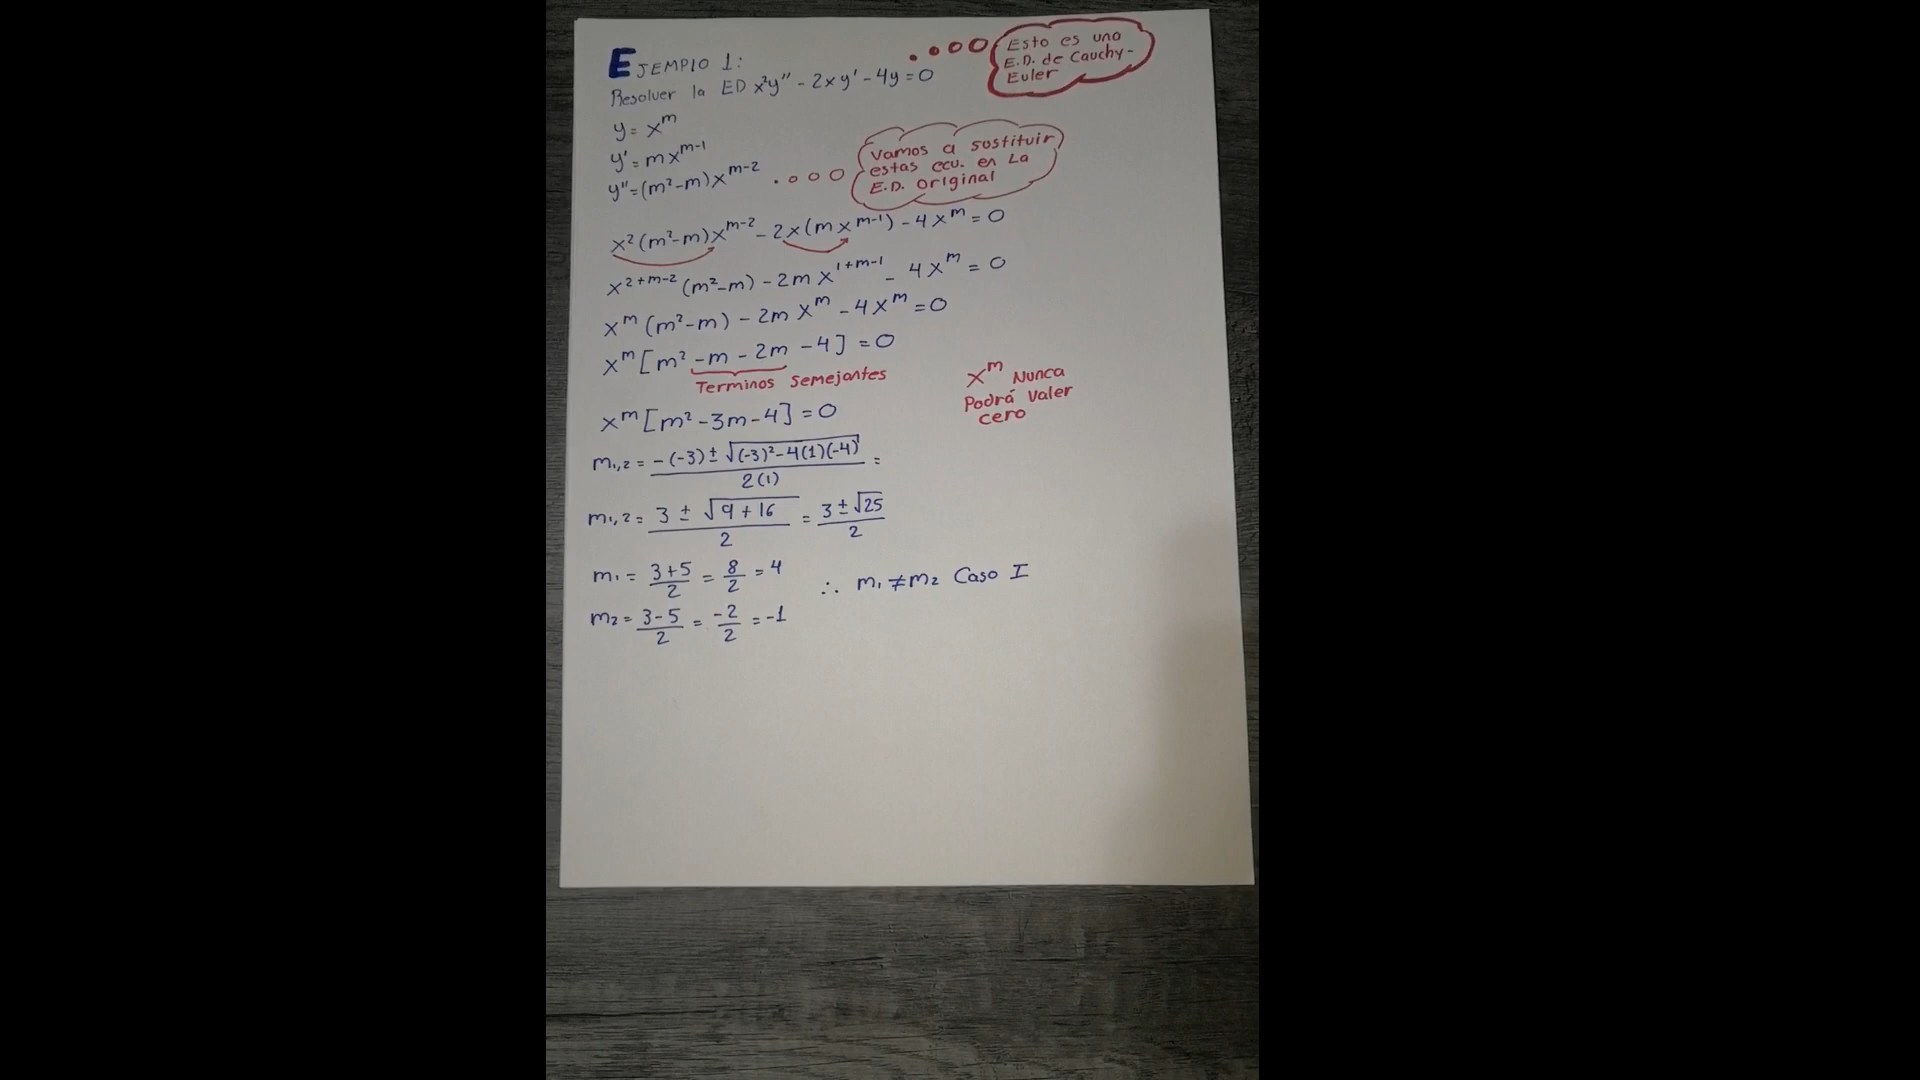 EJEMPlO 1:
Resolver la ED x²y'' - 2xy' - 4y = 0
Esto es una
E.D. de Cauchy-
Euler
y = x^m
y' = mx^{m-1}
y'' = (m²-m)x^{m-2}
Vamos a sustituir
estas ecu. en La
E.D. Original
x²(m²-m)x^{m-2} - 2x(mx^{m-1}) - 4x^m = 0
x^{2+m-2}(m²-m) - 2mx^{1+m-1} - 4x^m = 0
x^m(m²-m) - 2mx^m - 4x^m = 0
x^m[m² -m - 2m - 4] = 0
Terminos Semejantes
x^m Nunca
Podrá Valer
cero
x^m[m² - 3m - 4] = 0
m₁,₂ = (-(-3) ± √((-3)² - 4(1)(-4))) / 2(1) =
m₁,₂ = (3 ± √(9 + 16)) / 2 = (3 ± √25) / 2
m₁ = (3+5)/2 = 8/2 = 4
∴ m₁ ≠ m₂ Caso I
m₂ = (3-5)/2 = -2/2 = -1